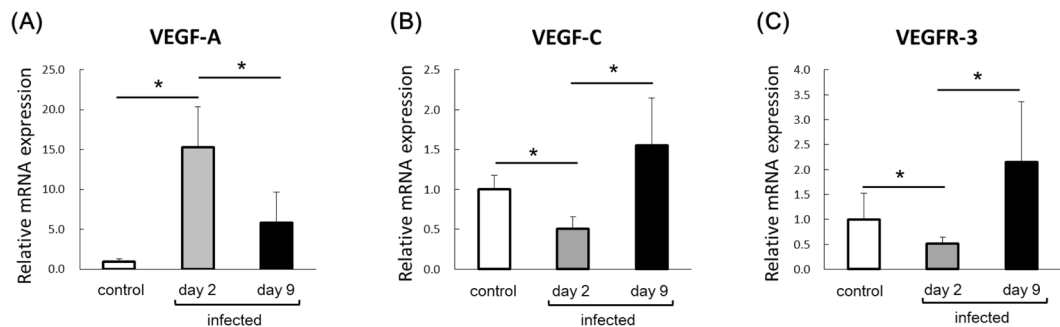 (A)
VEGF-A
Relative mRNA expression
25.0
20.0
15.0
10.0
5.0
0.0
*
*
control
day 2
day 9
infected
(B)
VEGF-C
Relative mRNA expression
2.5
2.0
1.5
1.0
0.5
0.0
*
*
control
day 2
day 9
infected
(C)
VEGFR-3
Relative mRNA expression
4.0
3.5
3.0
2.5
2.0
1.5
1.0
0.5
0.0
*
*
control
day 2
day 9
infected